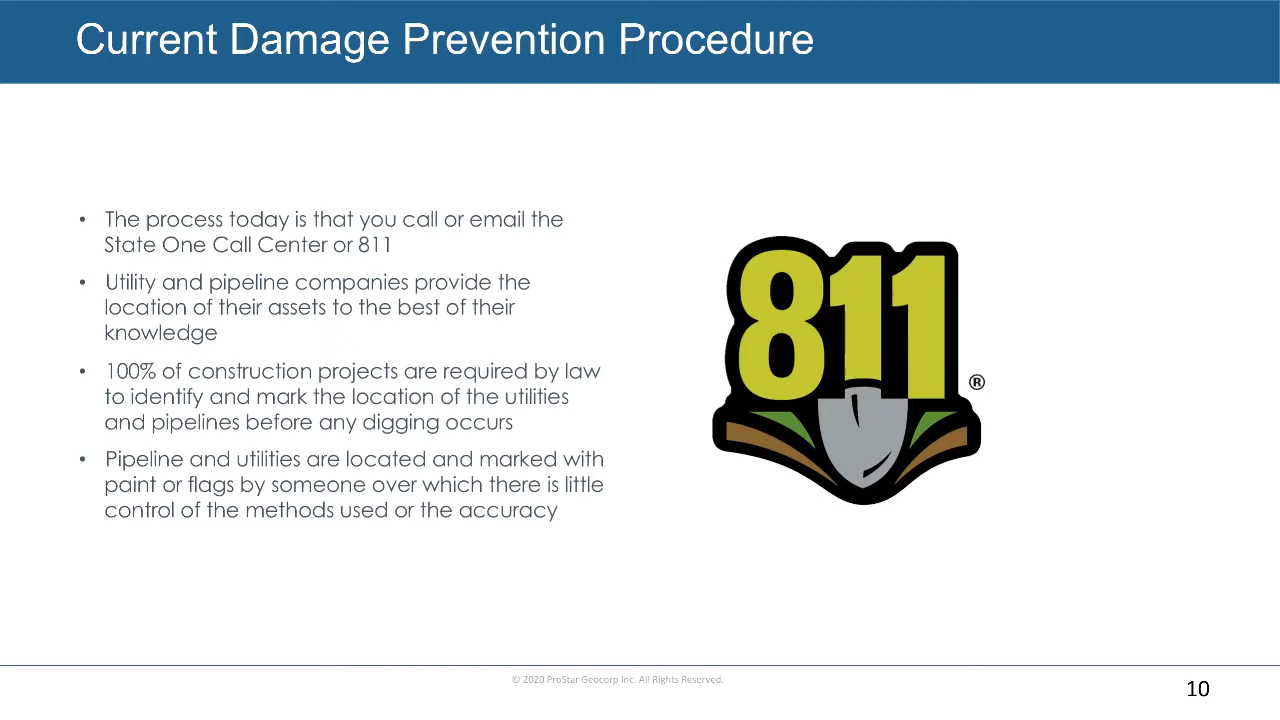 Current Damage Prevention Procedure
• The process today is that you call or email the
State One Call Center or 811
• Utility and pipeline companies provide the
location of their assets to the best of their
knowledge
• 100% of construction projects are required by law
to identify and mark the location of the utilities
and pipelines before any digging occurs
• Pipeline and utilities are located and marked with
paint or flags by someone over which there is little
control of the methods used or the accuracy
811
®
© 2020 ProStar Geocorp Inc. All Rights Reserved.
10